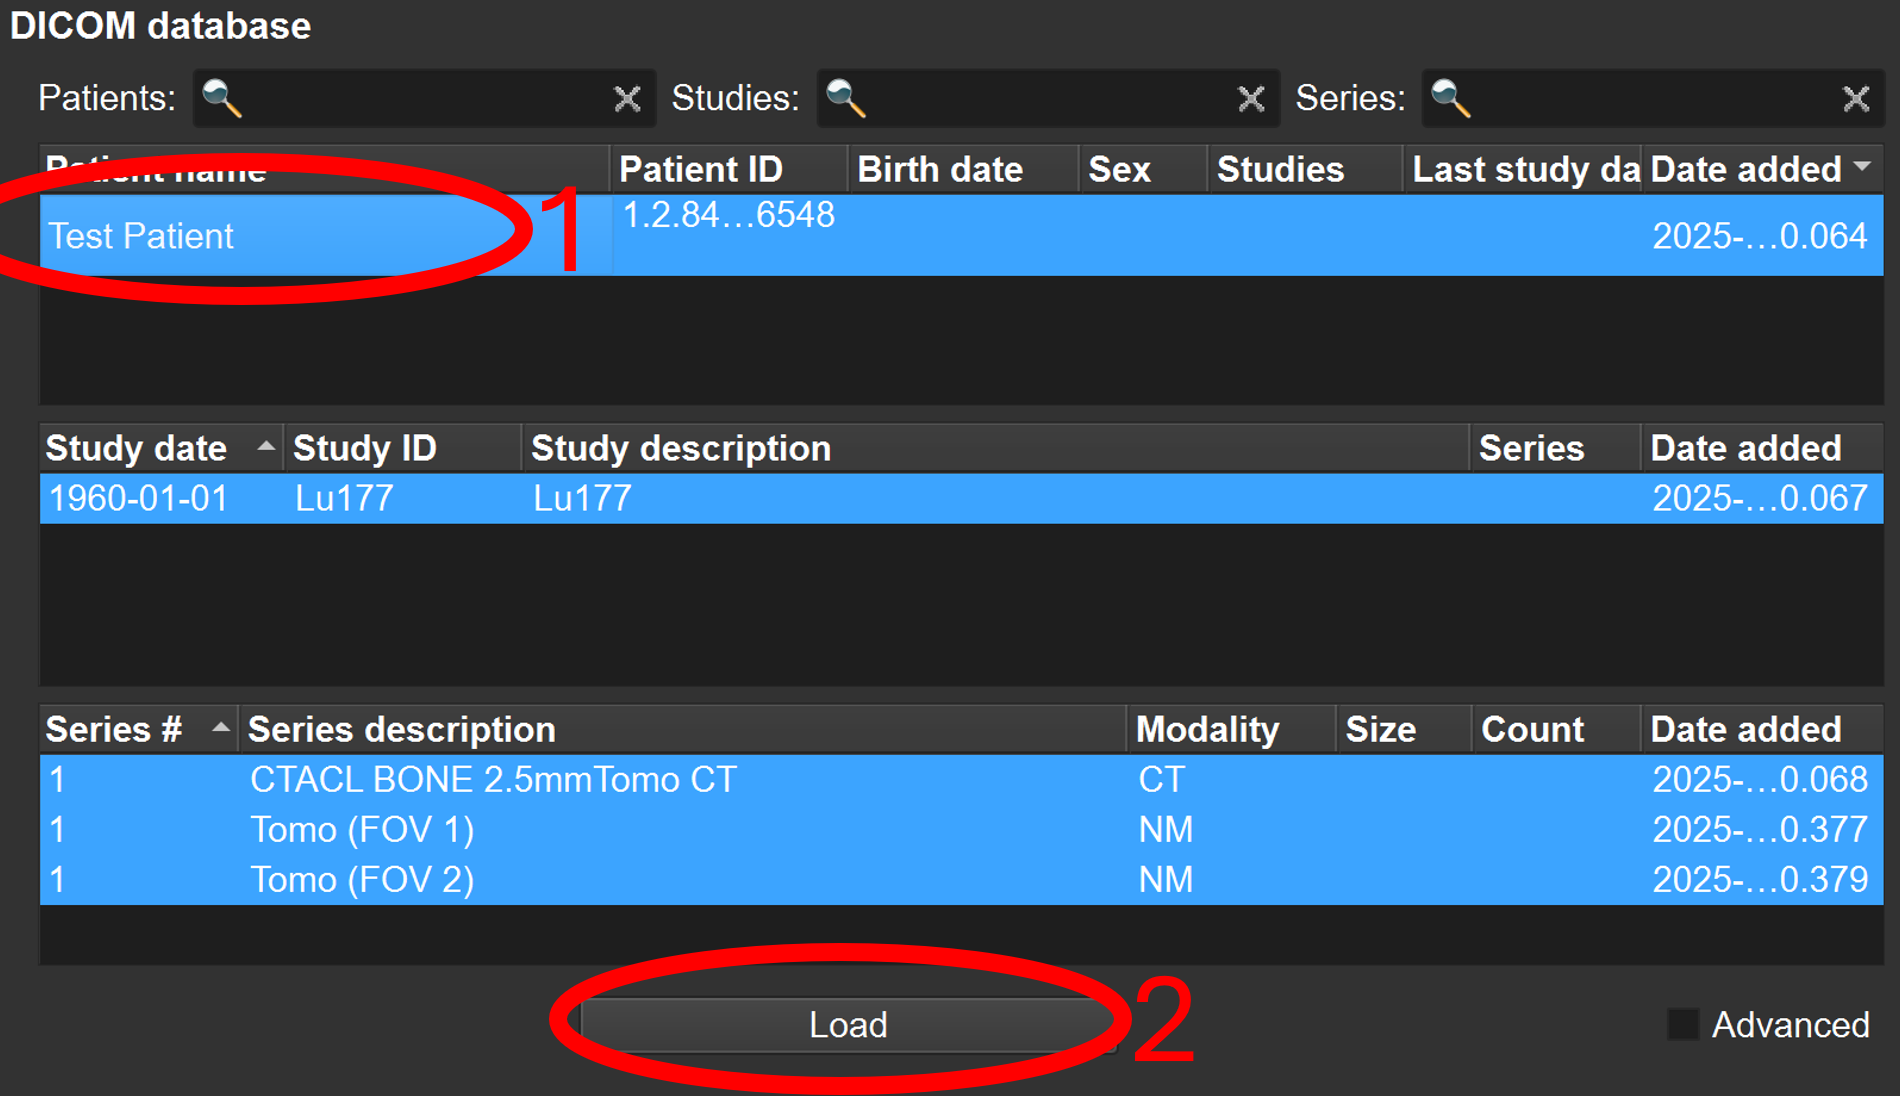 DICOM database
Patients: Studies: Series:
Patient name Patient ID Birth date Sex Studies Last study da Date added
Test Patient 1.2.84...6548 2025-...0.064
1
Study date Study ID Study description Series Date added
1960-01-01 Lu177 Lu177 2025-...0.067
Series # Series description Modality Size Count Date added
1 CTACL BONE 2.5mmTomo CT CT 2025-...0.068
1 Tomo (FOV 1) NM 2025-...0.377
1 Tomo (FOV 2) NM 2025-...0.379
Load 2 Advanced